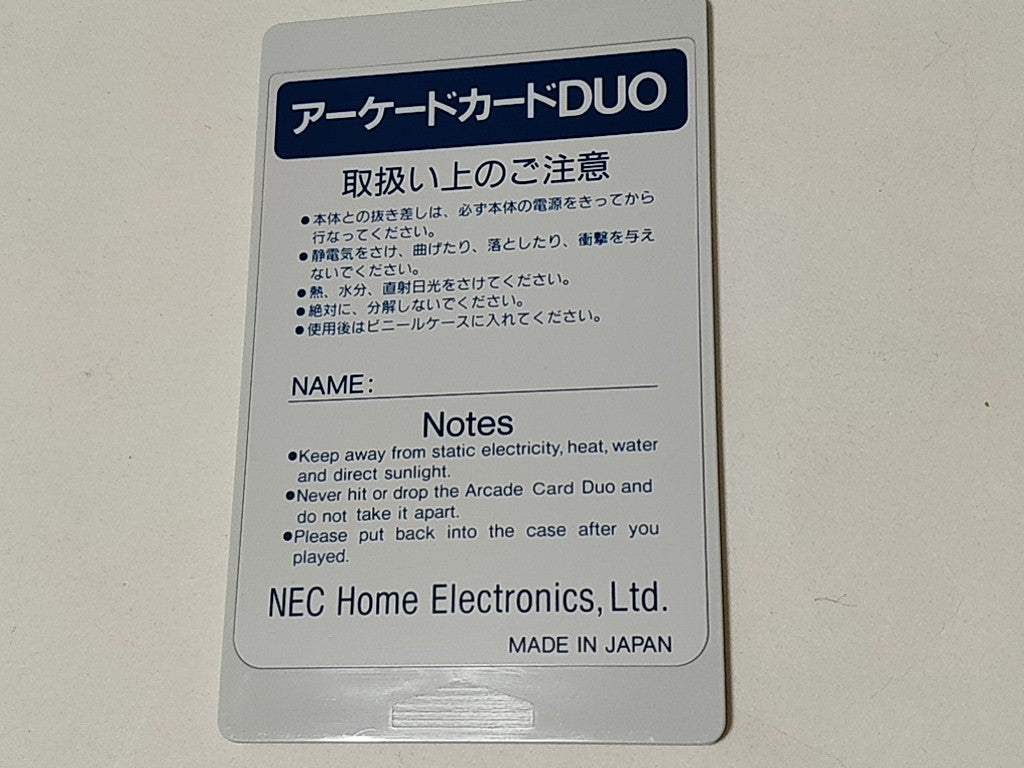 アーケードカードDUO
取扱い上のご注意
●本体との抜き差しは、必ず本体の電源をきってから
行なってください。
●静電気をさけ、曲げたり、落としたり、衝撃を与え
ないでください。
●熱、水分、直射日光をさけてください。
●絶対に、分解しないでください。
●使用後はビニールケースに入れてください。
NAME:
Notes
●Keep away from static electricity, heat, water
and direct sunlight.
●Never hit or drop the Arcade Card Duo and
do not take it apart.
●Please put back into the case after you
played.
NEC Home Electronics, Ltd.
MADE IN JAPAN